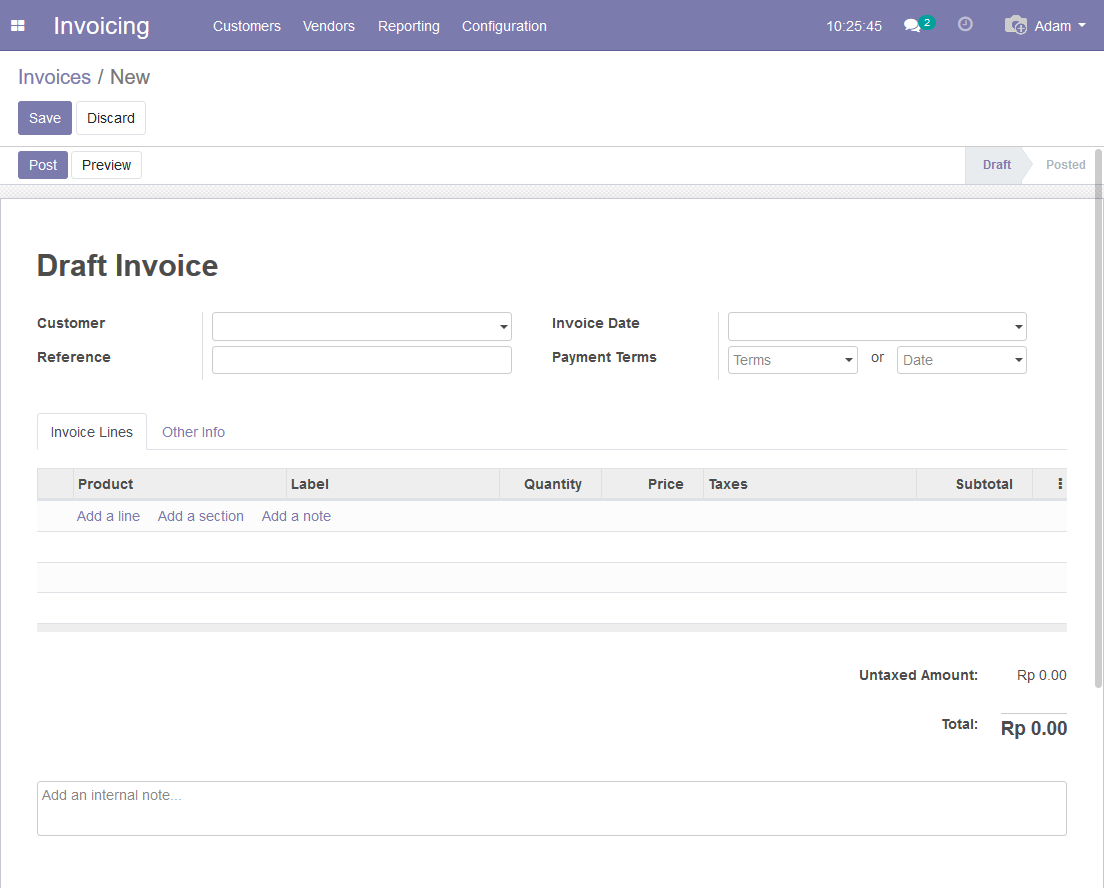 Invoicing Customers Vendors Reporting Configuration 10:25:45 2 Adam
Invoices / New
Save Discard
Post Preview Draft Posted
Draft Invoice
Customer Invoice Date
Reference Payment Terms Terms or Date
Invoice Lines Other Info
Product Label Quantity Price Taxes Subtotal
Add a line Add a section Add a note
Untaxed Amount: Rp 0.00
Total: Rp 0.00
Add an internal note...